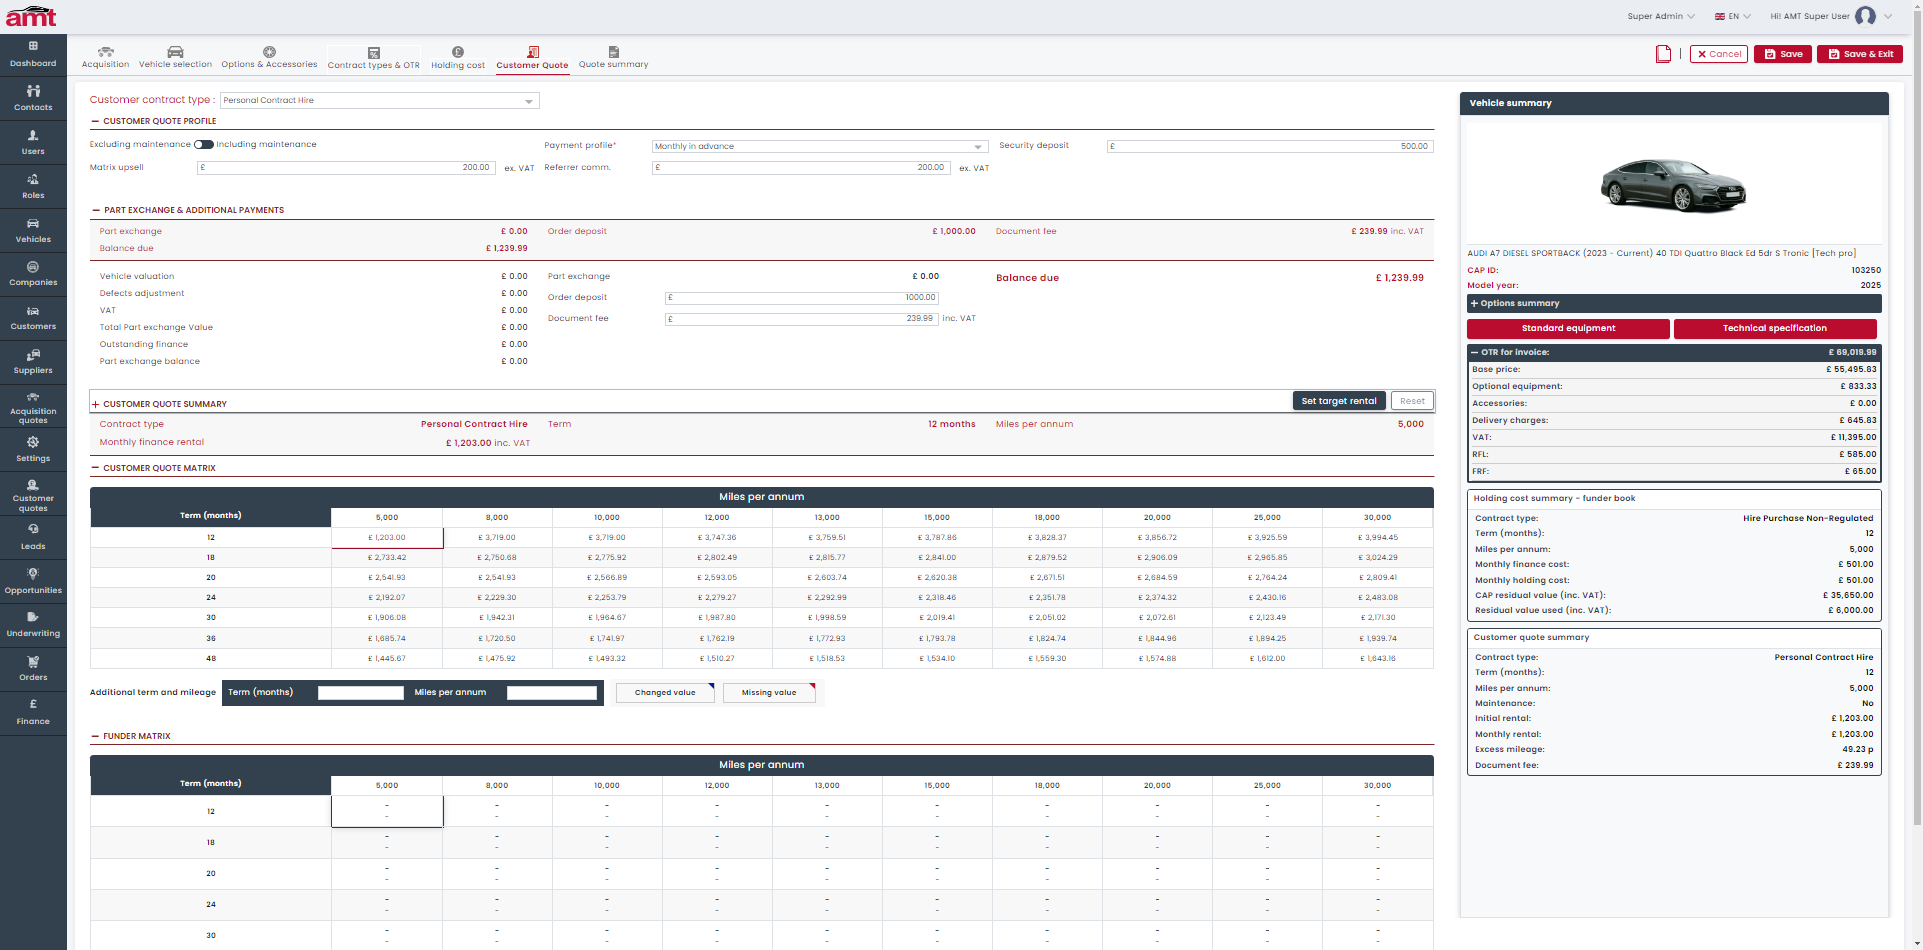 amt
Super Admin EN Hi! AMT Super User
Dashboard
Contacts
Users
Roles
Vehicles
Companies
Customers
Suppliers
Acquisition quotes
Settings
Customer quotes
Leads
Opportunities
Underwriting
Orders
Finance
Acquisition Vehicle selection Options & Accessories Contract types & OTR Holding cost Customer Quote Quote summary
Cancel Save Save & Exit
Customer contract type : Personal Contract Hire
CUSTOMER QUOTE PROFILE
Excluding maintenance Including maintenance Payment profile* Monthly in advance Security deposit £ 500.00
Matrix upsell £ 200.00 ex. VAT Referrer comm. £ 200.00 ex. VAT
PART EXCHANGE & ADDITIONAL PAYMENTS
Part exchange £ 0.00 Order deposit £ 1,000.00 Document fee £ 239.99 inc. VAT
Balance due £ 1,239.99
Vehicle valuation £ 0.00 Part exchange £ 0.00 Balance due £ 1,239.99
Defects adjustment £ 0.00 Order deposit £ 1000.00
VAT £ 0.00 Document fee £ 239.99 inc. VAT
Total Part exchange Value £ 0.00
Outstanding finance £ 0.00
Part exchange balance £ 0.00
CUSTOMER QUOTE SUMMARY Set target rental Reset
Contract type Personal Contract Hire Term 12 months Miles per annum 5,000
Monthly finance rental £ 1,203.00 inc. VAT
CUSTOMER QUOTE MATRIX
Miles per annum
Term (months) 5,000 8,000 10,000 12,000 13,000 15,000 18,000 20,000 25,000 30,000
12 £ 1,203.00 £ 3,719.00 £ 3,719.00 £ 3,747.36 £ 3,759.51 £ 3,787.86 £ 3,828.37 £ 3,856.72 £ 3,925.59 £ 3,994.45
18 £ 2,733.42 £ 2,750.68 £ 2,775.92 £ 2,802.49 £ 2,815.77 £ 2,841.00 £ 2,879.52 £ 2,906.09 £ 2,965.85 £ 3,024.29
20 £ 2,541.93 £ 2,541.93 £ 2,566.89 £ 2,593.05 £ 2,603.74 £ 2,620.38 £ 2,671.51 £ 2,684.59 £ 2,764.24 £ 2,809.41
24 £ 2,192.07 £ 2,229.30 £ 2,253.79 £ 2,279.27 £ 2,292.99 £ 2,318.46 £ 2,351.78 £ 2,374.32 £ 2,430.16 £ 2,483.08
30 £ 1,906.08 £ 1,942.31 £ 1,964.67 £ 1,987.80 £ 1,998.59 £ 2,019.41 £ 2,051.02 £ 2,072.61 £ 2,123.49 £ 2,171.30
36 £ 1,685.74 £ 1,720.50 £ 1,741.97 £ 1,762.19 £ 1,772.93 £ 1,793.78 £ 1,824.74 £ 1,844.96 £ 1,894.25 £ 1,939.74
48 £ 1,445.67 £ 1,475.92 £ 1,493.32 £ 1,510.27 £ 1,518.53 £ 1,534.10 £ 1,559.30 £ 1,574.88 £ 1,612.00 £ 1,643.16
Additional term and mileage Term (months) Miles per annum Changed value Missing value
FUNDER MATRIX
Miles per annum
Term (months) 5,000 8,000 10,000 12,000 13,000 15,000 18,000 20,000 25,000 30,000
12 - - - - - - - - - -
- - - - - - - - - -
18 - - - - - - - - - -
- - - - - - - - - -
20 - - - - - - - - - -
- - - - - - - - - -
24 - - - - - - - - - -
- - - - - - - - - -
30 - - - - - - - - - -
- - - - - - - - - -
Vehicle summary
AUDI A7 DIESEL SPORTBACK (2023 - Current) 40 TDI Quattro Black Ed 5dr S Tronic [Tech pro]
CAP ID: 103250
Model year: 2025
Options summary
Standard equipment Technical specification
OTR for invoice: £ 69,019.99
Base price: £ 55,495.83
Optional equipment: £ 833.33
Accessories: £ 0.00
Delivery charges: £ 645.83
VAT: £ 11,395.00
RFL: £ 585.00
FRF: £ 65.00
Holding cost summary - funder book
Contract type: Hire Purchase Non-Regulated
Term (months): 12
Miles per annum: 5,000
Monthly finance cost: £ 501.00
Monthly holding cost: £ 501.00
CAP residual value (inc. VAT): £ 35,650.00
Residual value used (inc. VAT): £ 6,000.00
Customer quote summary
Contract type: Personal Contract Hire
Term (months): 12
Miles per annum: 5,000
Maintenance: No
Initial rental: £ 1,203.00
Monthly rental: £ 1,203.00
Excess mileage: 49.23 p
Document fee: £ 239.99